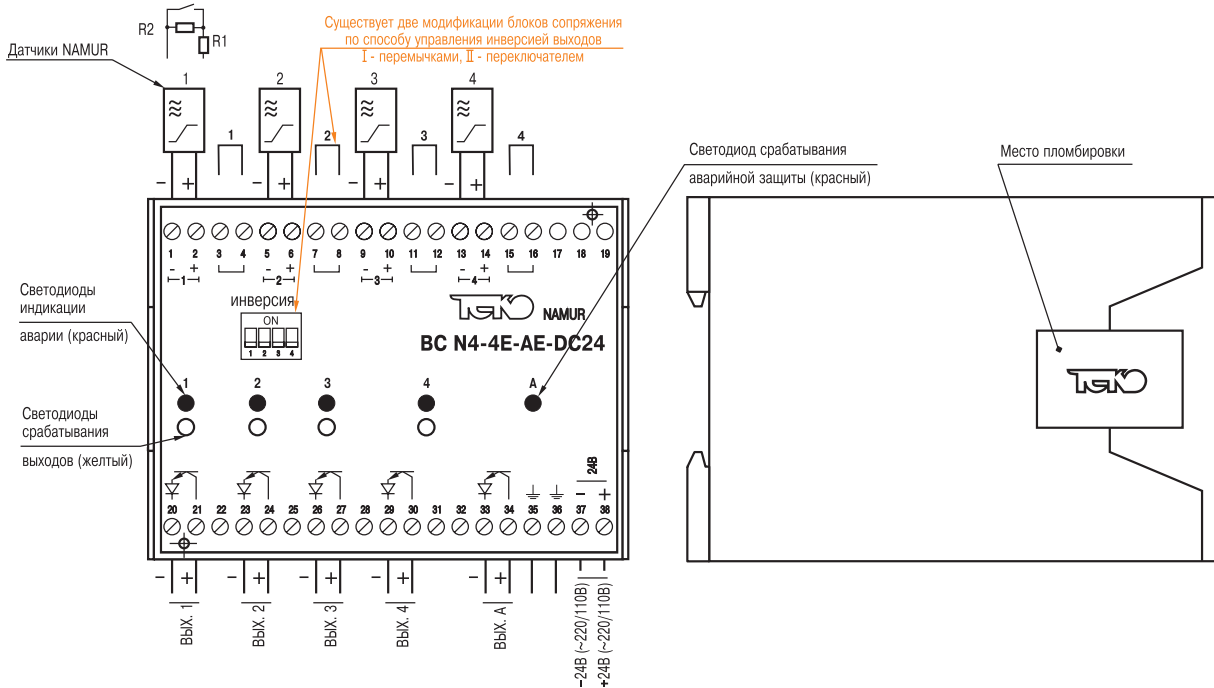 R2
R1
Существует две модификации блоков сопряжения
по способу управления инверсией выходов
I - перемычками, II - переключателем
Датчики NAMUR
1 2 3 4
1 2 3 4
Светодиод срабатывания
аварийной защиты (красный)
Место пломбировки
− + − + − + − +
1 2 3 4 5 6 7 8 9 10 11 12 13 14 15 16 17 18 19
- + - + - + - +
1 2 3 4
Светодиоды
индикации
аварии (красный)
инверсия
ON
1 2 3 4
ТЕКО NAMUR
ВС N4-4E-AE-DC24
ТЕКО
1 2 3 4 A
Светодиоды
срабатывания
выходов (желтый)
24В
− +
20 21 22 23 24 25 26 27 28 29 30 31 32 33 34 35 36 37 38
− + − + − + − + − +
ВЫХ. 1
ВЫХ. 2
ВЫХ. 3
ВЫХ. 4
ВЫХ. А
−24В (~220/110В)
+24В (~220/110В)